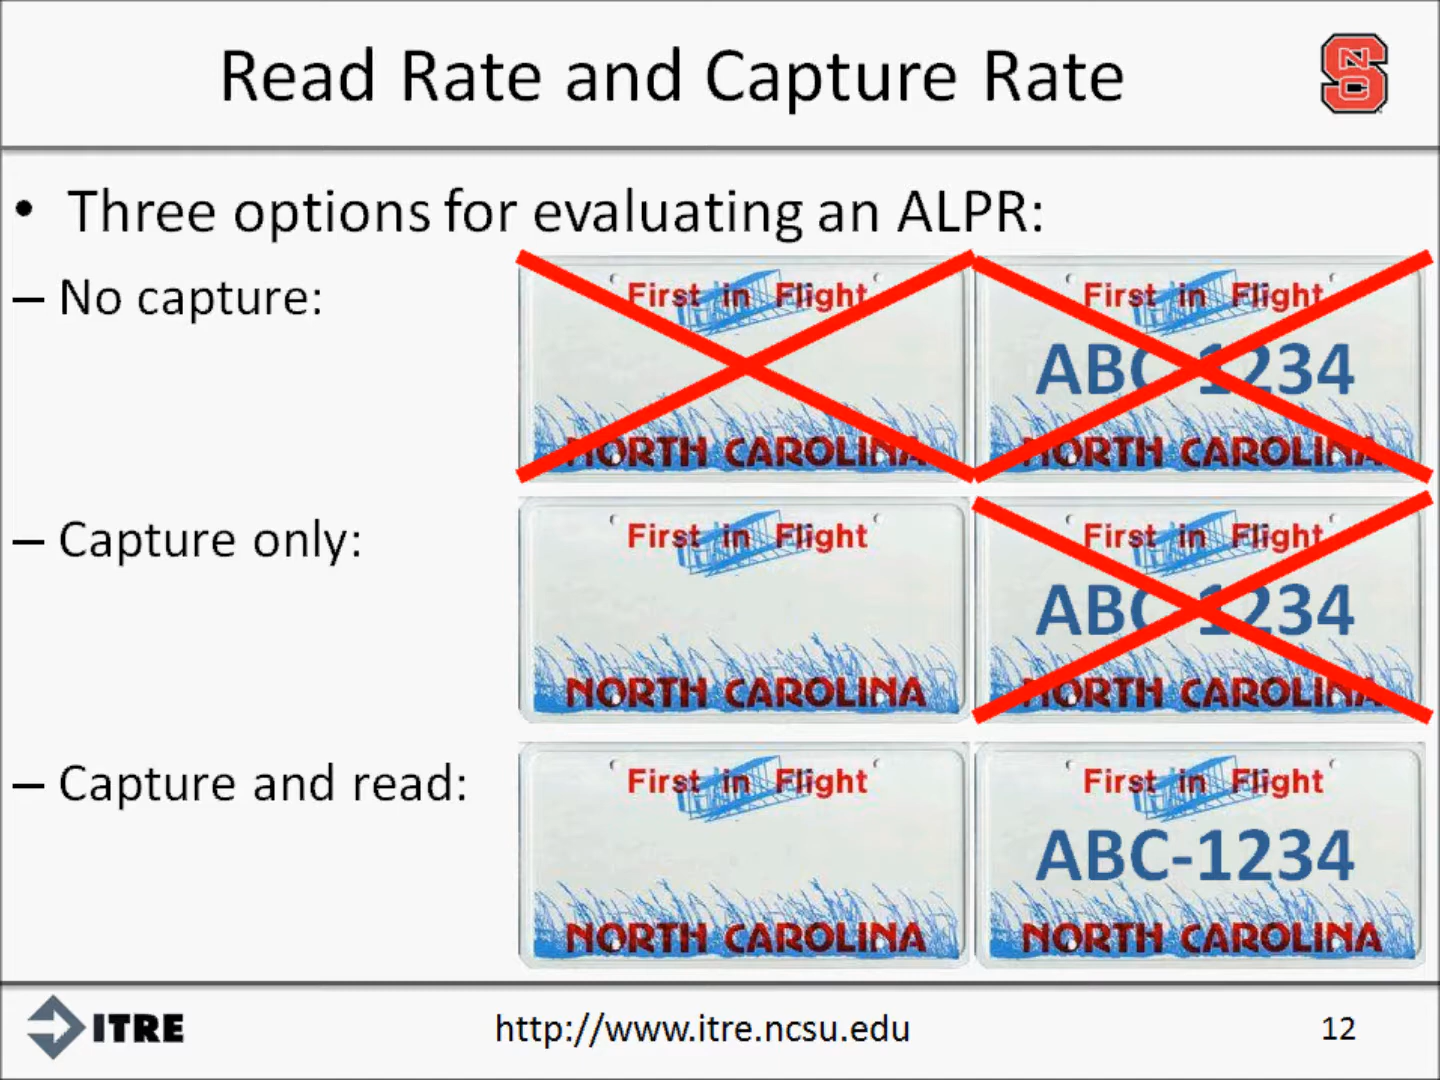 Read Rate and Capture Rate
NC
S
• Three options for evaluating an ALPR:
– No capture:
First in Flight
NORTH CAROLINA
First in Flight
ABC-1234
NORTH CAROLINA
– Capture only:
First in Flight
NORTH CAROLINA
First in Flight
ABC-1234
NORTH CAROLINA
– Capture and read:
First in Flight
NORTH CAROLINA
First in Flight
ABC-1234
NORTH CAROLINA
ITRE
http://www.itre.ncsu.edu
12